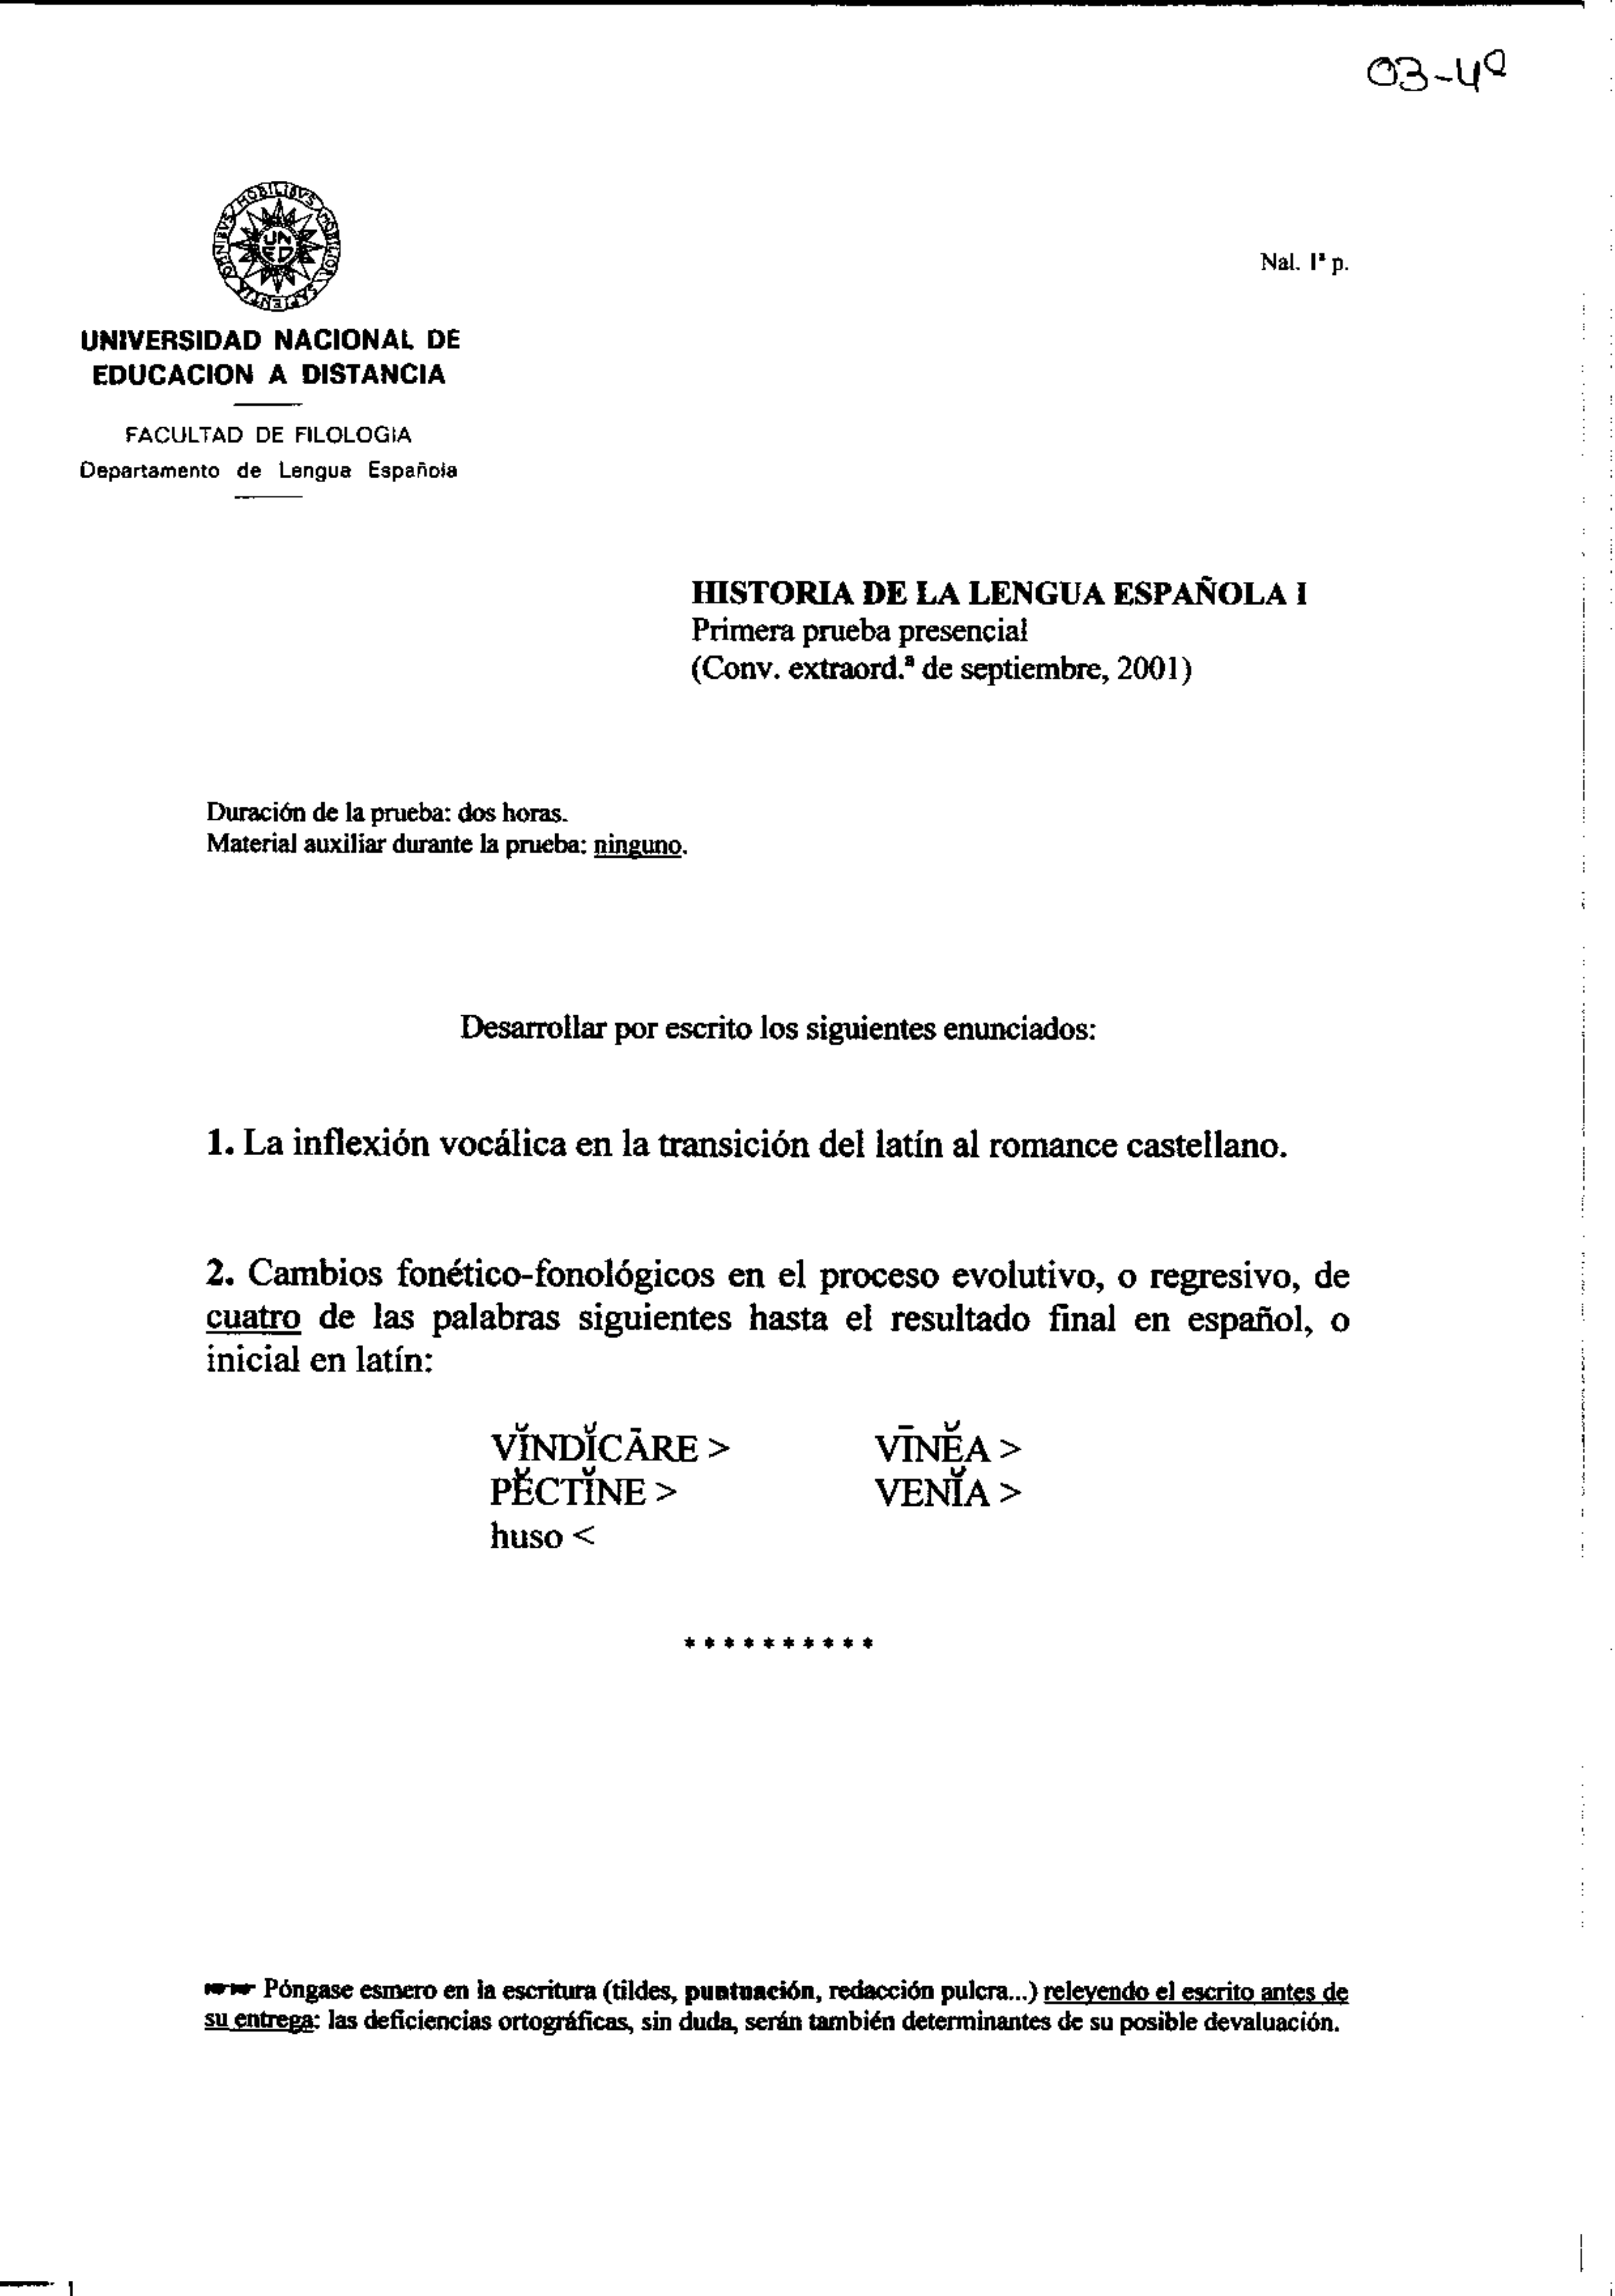 03-4º
OMNIBVS MOBILIBVS MOBILIOR SAPIENTIA
UNED
Nal. 1ª p.
UNIVERSIDAD NACIONAL DE
EDUCACION A DISTANCIA
FACULTAD DE FILOLOGIA
Departamento de Lengua Española
HISTORIA DE LA LENGUA ESPAÑOLA I
Primera prueba presencial
(Conv. extraord.ª de septiembre, 2001)
Duración de la prueba: dos horas.
Material auxiliar durante la prueba: ninguno.
Desarrollar por escrito los siguientes enunciados:
1. La inflexión vocálica en la transición del latín al romance castellano.
2. Cambios fonético-fonológicos en el proceso evolutivo, o regresivo, de
cuatro de las palabras siguientes hasta el resultado final en español, o
inicial en latín:
VĬNDĬCĀRE > VĪNĔA >
PĔCTĬNE > VENĬA >
huso <
**********
Póngase esmero en la escritura (tildes, puntuación, redacción pulcra...) releyendo el escrito antes de
su entrega: las deficiencias ortográficas, sin duda, serán también determinantes de su posible devaluación.